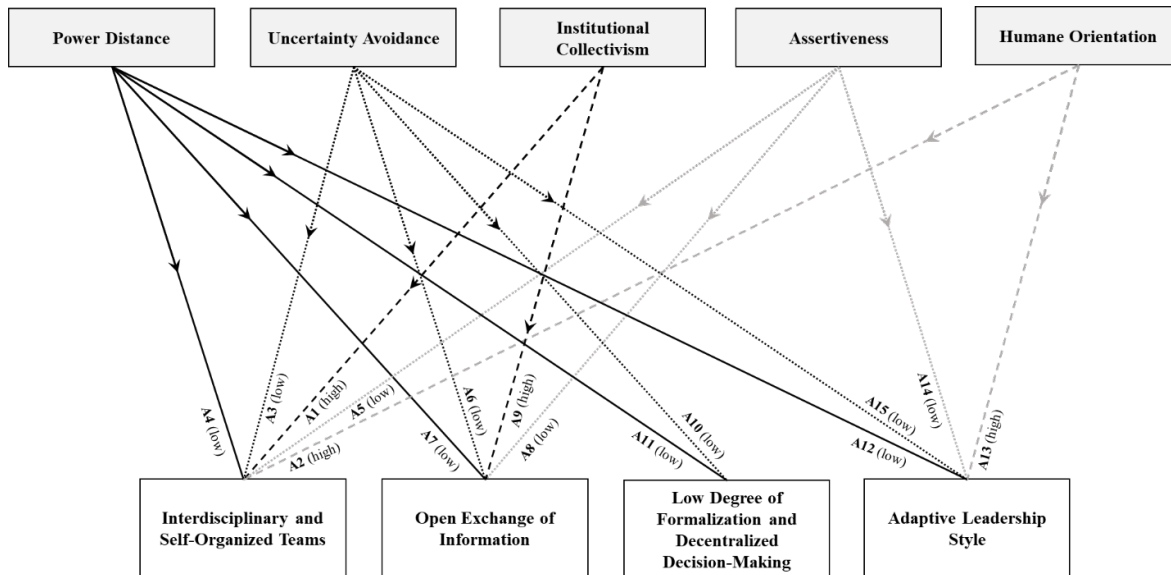 Power Distance
Uncertainty Avoidance
Institutional
Collectivism
Assertiveness
Humane Orientation
A4 (low)
A3 (low)
A1 (high)
A5 (low)
A2 (high)
A7 (low)
A6 (low)
A9 (high)
A8 (low)
A11 (low)
A10 (low)
A12 (low)
A15 (low)
A14 (low)
A13 (high)
Interdisciplinary and
Self-Organized Teams
Open Exchange of
Information
Low Degree of
Formalization and
Decentralized
Decision-Making
Adaptive Leadership
Style